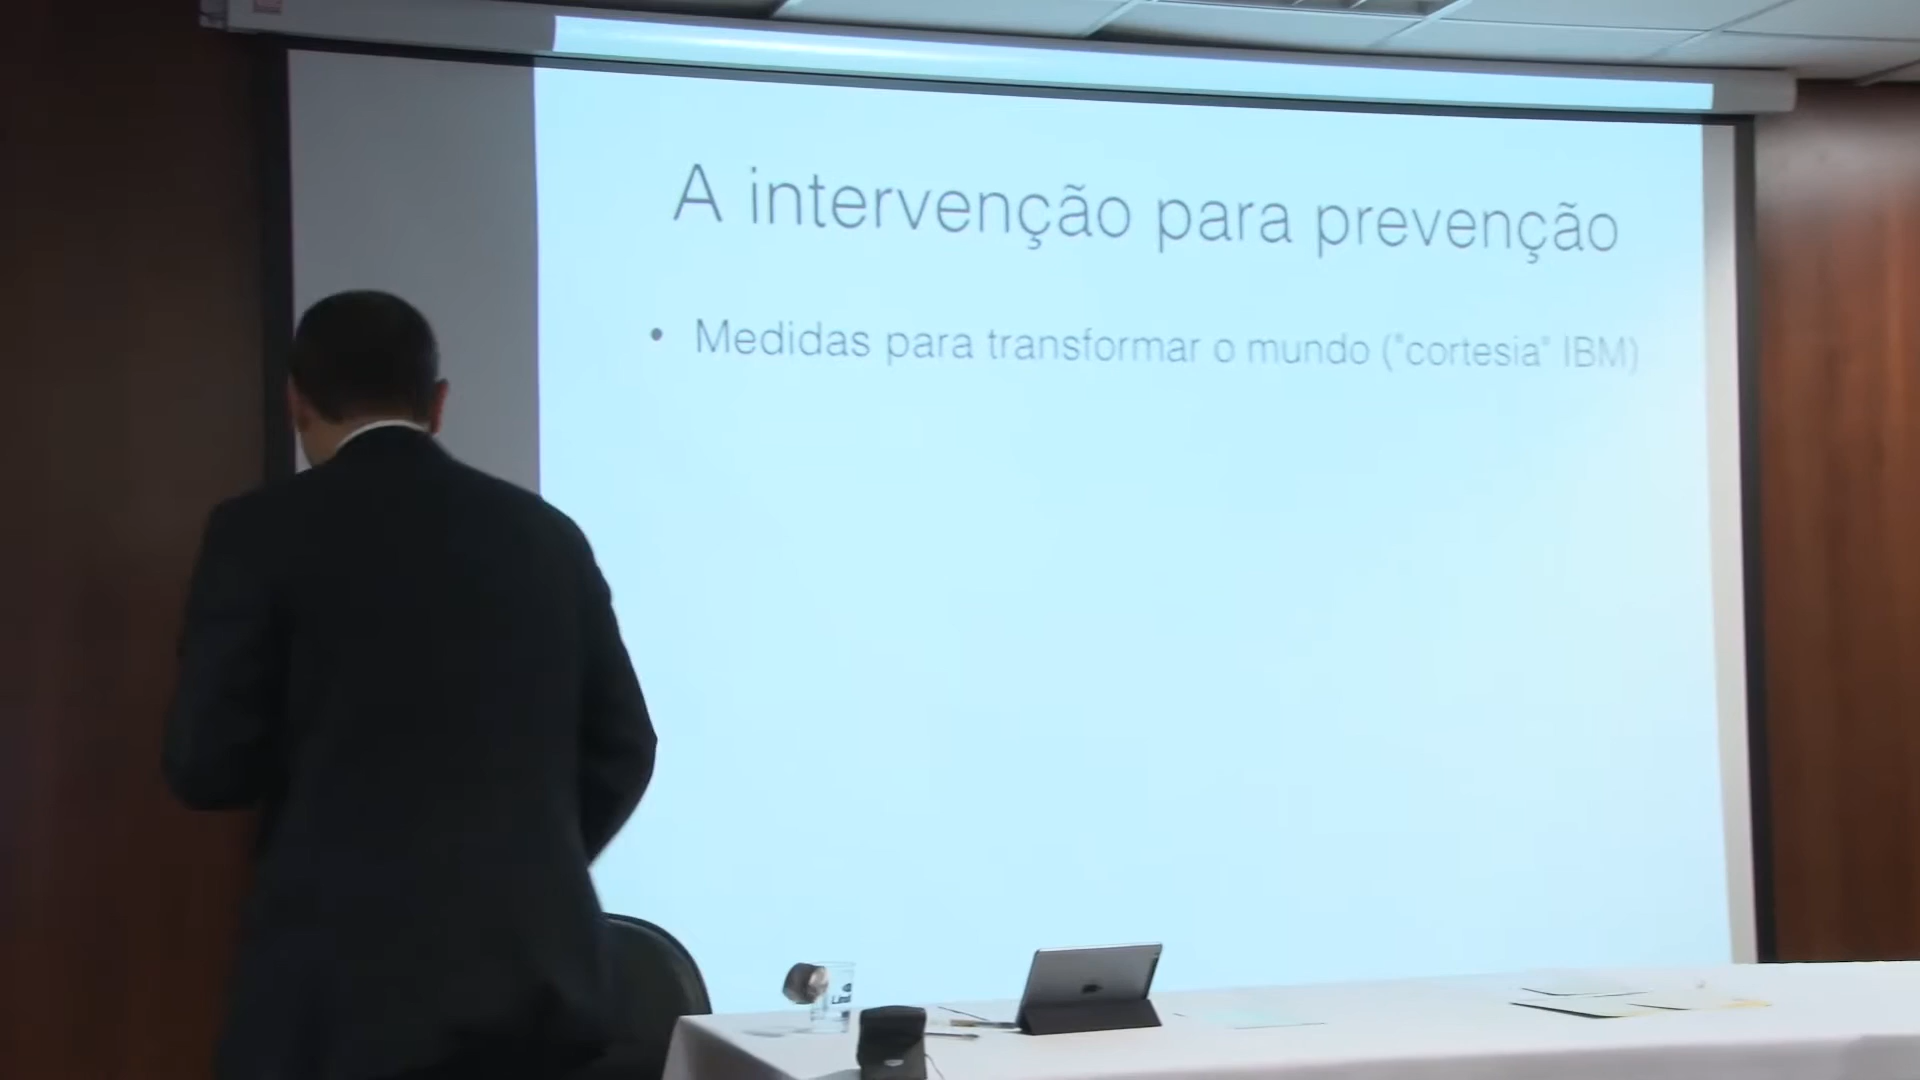 A intervenção para prevenção
• Medidas para transformar o mundo ("cortesia" IBM)